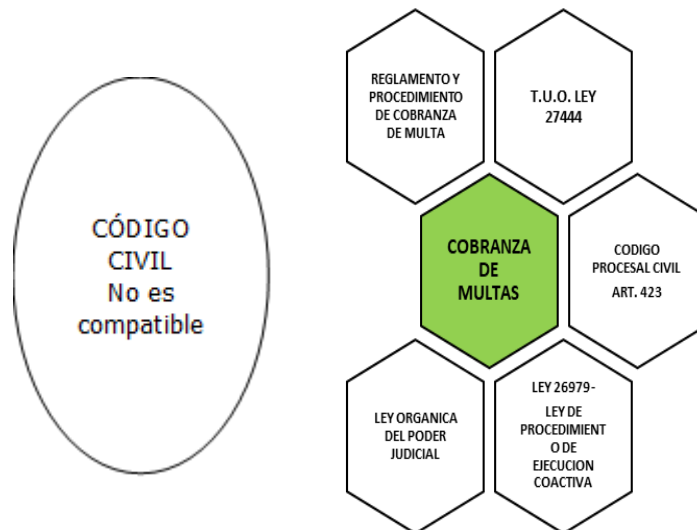 CÓDIGO
CIVIL
No es
compatible
REGLAMENTO Y
PROCEDIMIENTO
DE COBRANZA
DE MULTA
T.U.O. LEY
27444
COBRANZA
DE
MULTAS
CODIGO
PROCESAL CIVIL
ART. 423
LEY ORGANICA
DEL PODER
JUDICIAL
LEY 26979-
LEY DE
PROCEDIMIENT
O DE
EJECUCION
COACTIVA